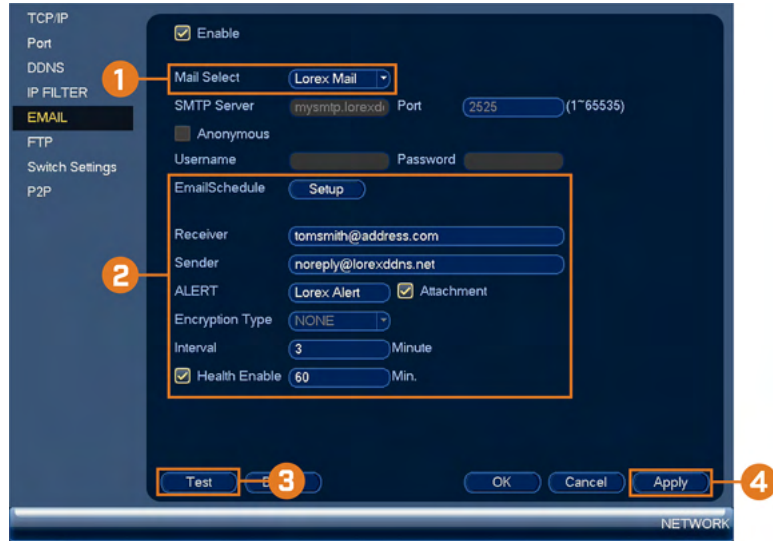 TCP/IP
Port
DDNS
IP FILTER
EMAIL
FTP
Switch Settings
P2P
Enable
1
Mail Select Lorex Mail
SMTP Server mysmtp.lorexd Port 2525 (1~65535)
Anonymous
Username Password
2
EmailSchedule Setup
Receiver tomsmith@address.com
Sender noreply@lorexddns.net
ALERT Lorex Alert Attachment
Encryption Type NONE
Interval 3 Minute
Health Enable 60 Min.
Test 3 OK Cancel Apply 4
NETWORK